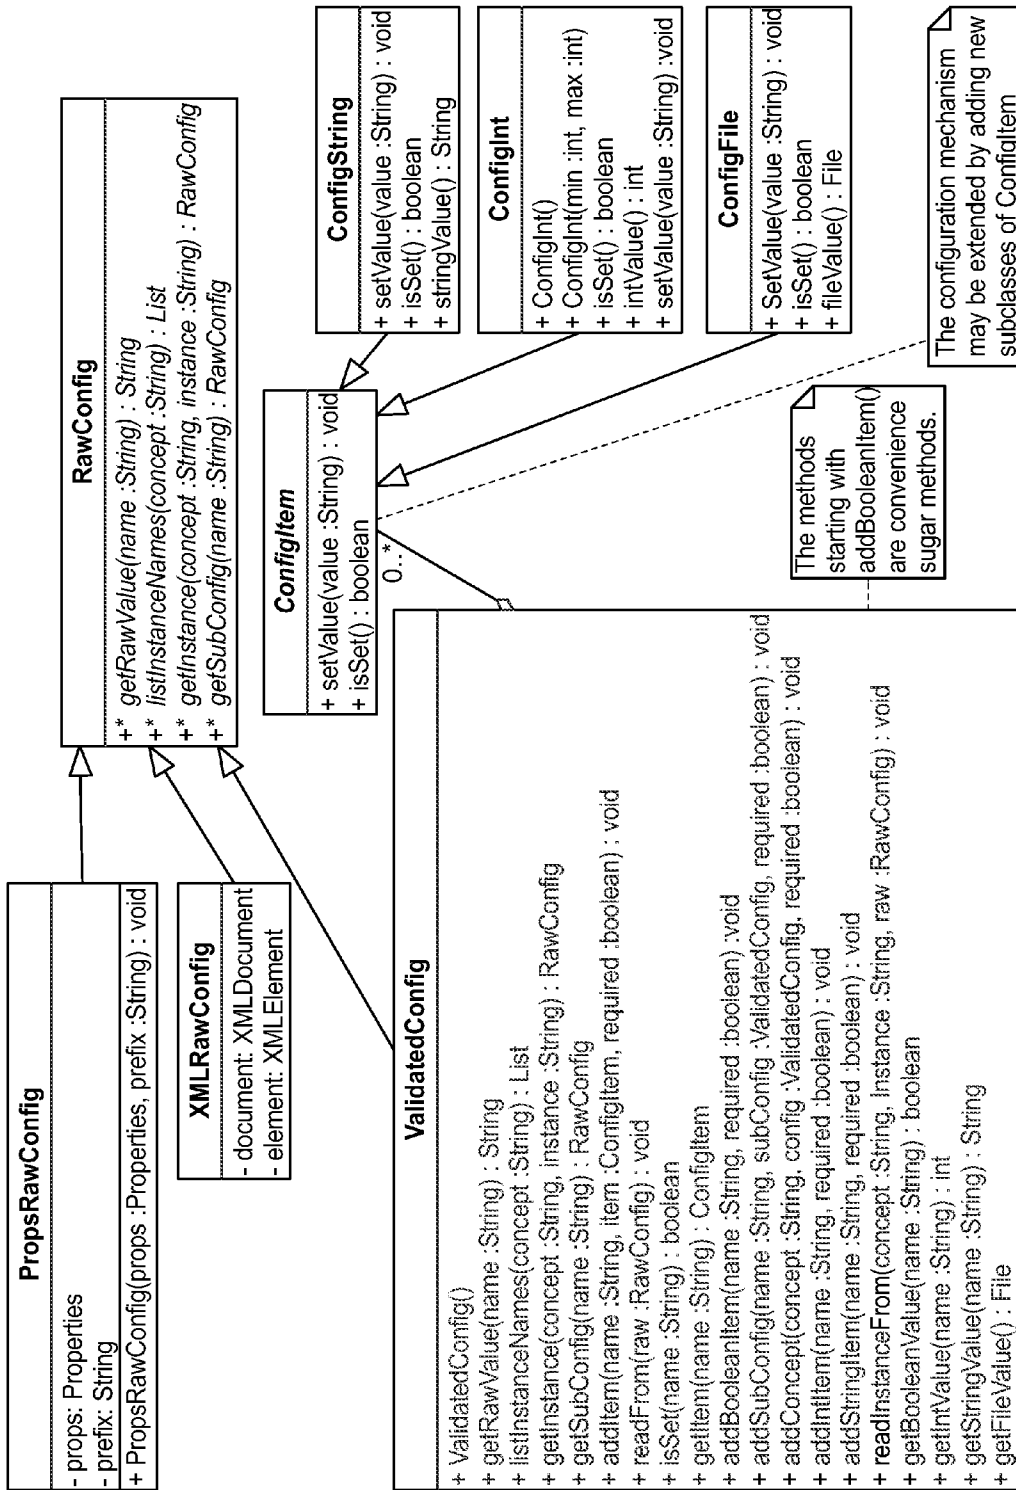 PropsRawConfig
- props: Properties
- prefix: String
+ PropsRawConfig(props :Properties, prefix :String) : void
RawConfig
+* getRawValue(name :String) : String
+* listInstanceNames(concept :String) : List
+* getInstance(concept :String, instance :String) : RawConfig
+* getSubConfig(name :String) : RawConfig
XMLRawConfig
- document: XMLDocument
- element: XMLElement
ConfigItem
+ setValue(value :String) : void
+ isSet() : boolean
0..*
ConfigString
+ setValue(value :String) : void
+ isSet() : boolean
+ stringValue() : String
ConfigInt
+ ConfigInt()
+ ConfigInt(min :int, max :int)
+ isSet() : boolean
+ intValue() : int
+ setValue(value :String) :void
ConfigFile
+ SetValue(value :String) : void
+ isSet() : boolean
+ fileValue() : File
ValidatedConfig
+ ValidatedConfig()
+ getRawValue(name :String) : String
+ listInstanceNames(concept :String) : List
+ getInstance(concept :String, instance :String) : RawConfig
+ getSubConfig(name :String) : RawConfig
+ addItem(name :String, item :ConfigItem, required :boolean) : void
+ readFrom(raw :RawConfig) : void
+ isSet(name :String) : boolean
+ getItem(name :String) : ConfigItem
+ addBooleanItem(name :String, required :boolean) :void
+ addSubConfig(name :String, subConfig :ValidatedConfig, required :boolean) : void
+ addConcept(concept :String, config :ValidatedConfig, required :boolean) : void
+ addIntItem(name :String, required :boolean) : void
+ addStringItem(name :String, required :boolean) : void
+ readInstanceFrom(concept :String, Instance :String, raw :RawConfig) : void
+ getBooleanValue(name :String) : boolean
+ getIntValue(name :String) : int
+ getStringValue(name :String) : String
+ getFileValue() : File
The methods
starting with
addBooleanItem()
are convenience
sugar methods.
The configuration mechanism
may be extended by adding new
subclasses of ConfigItem